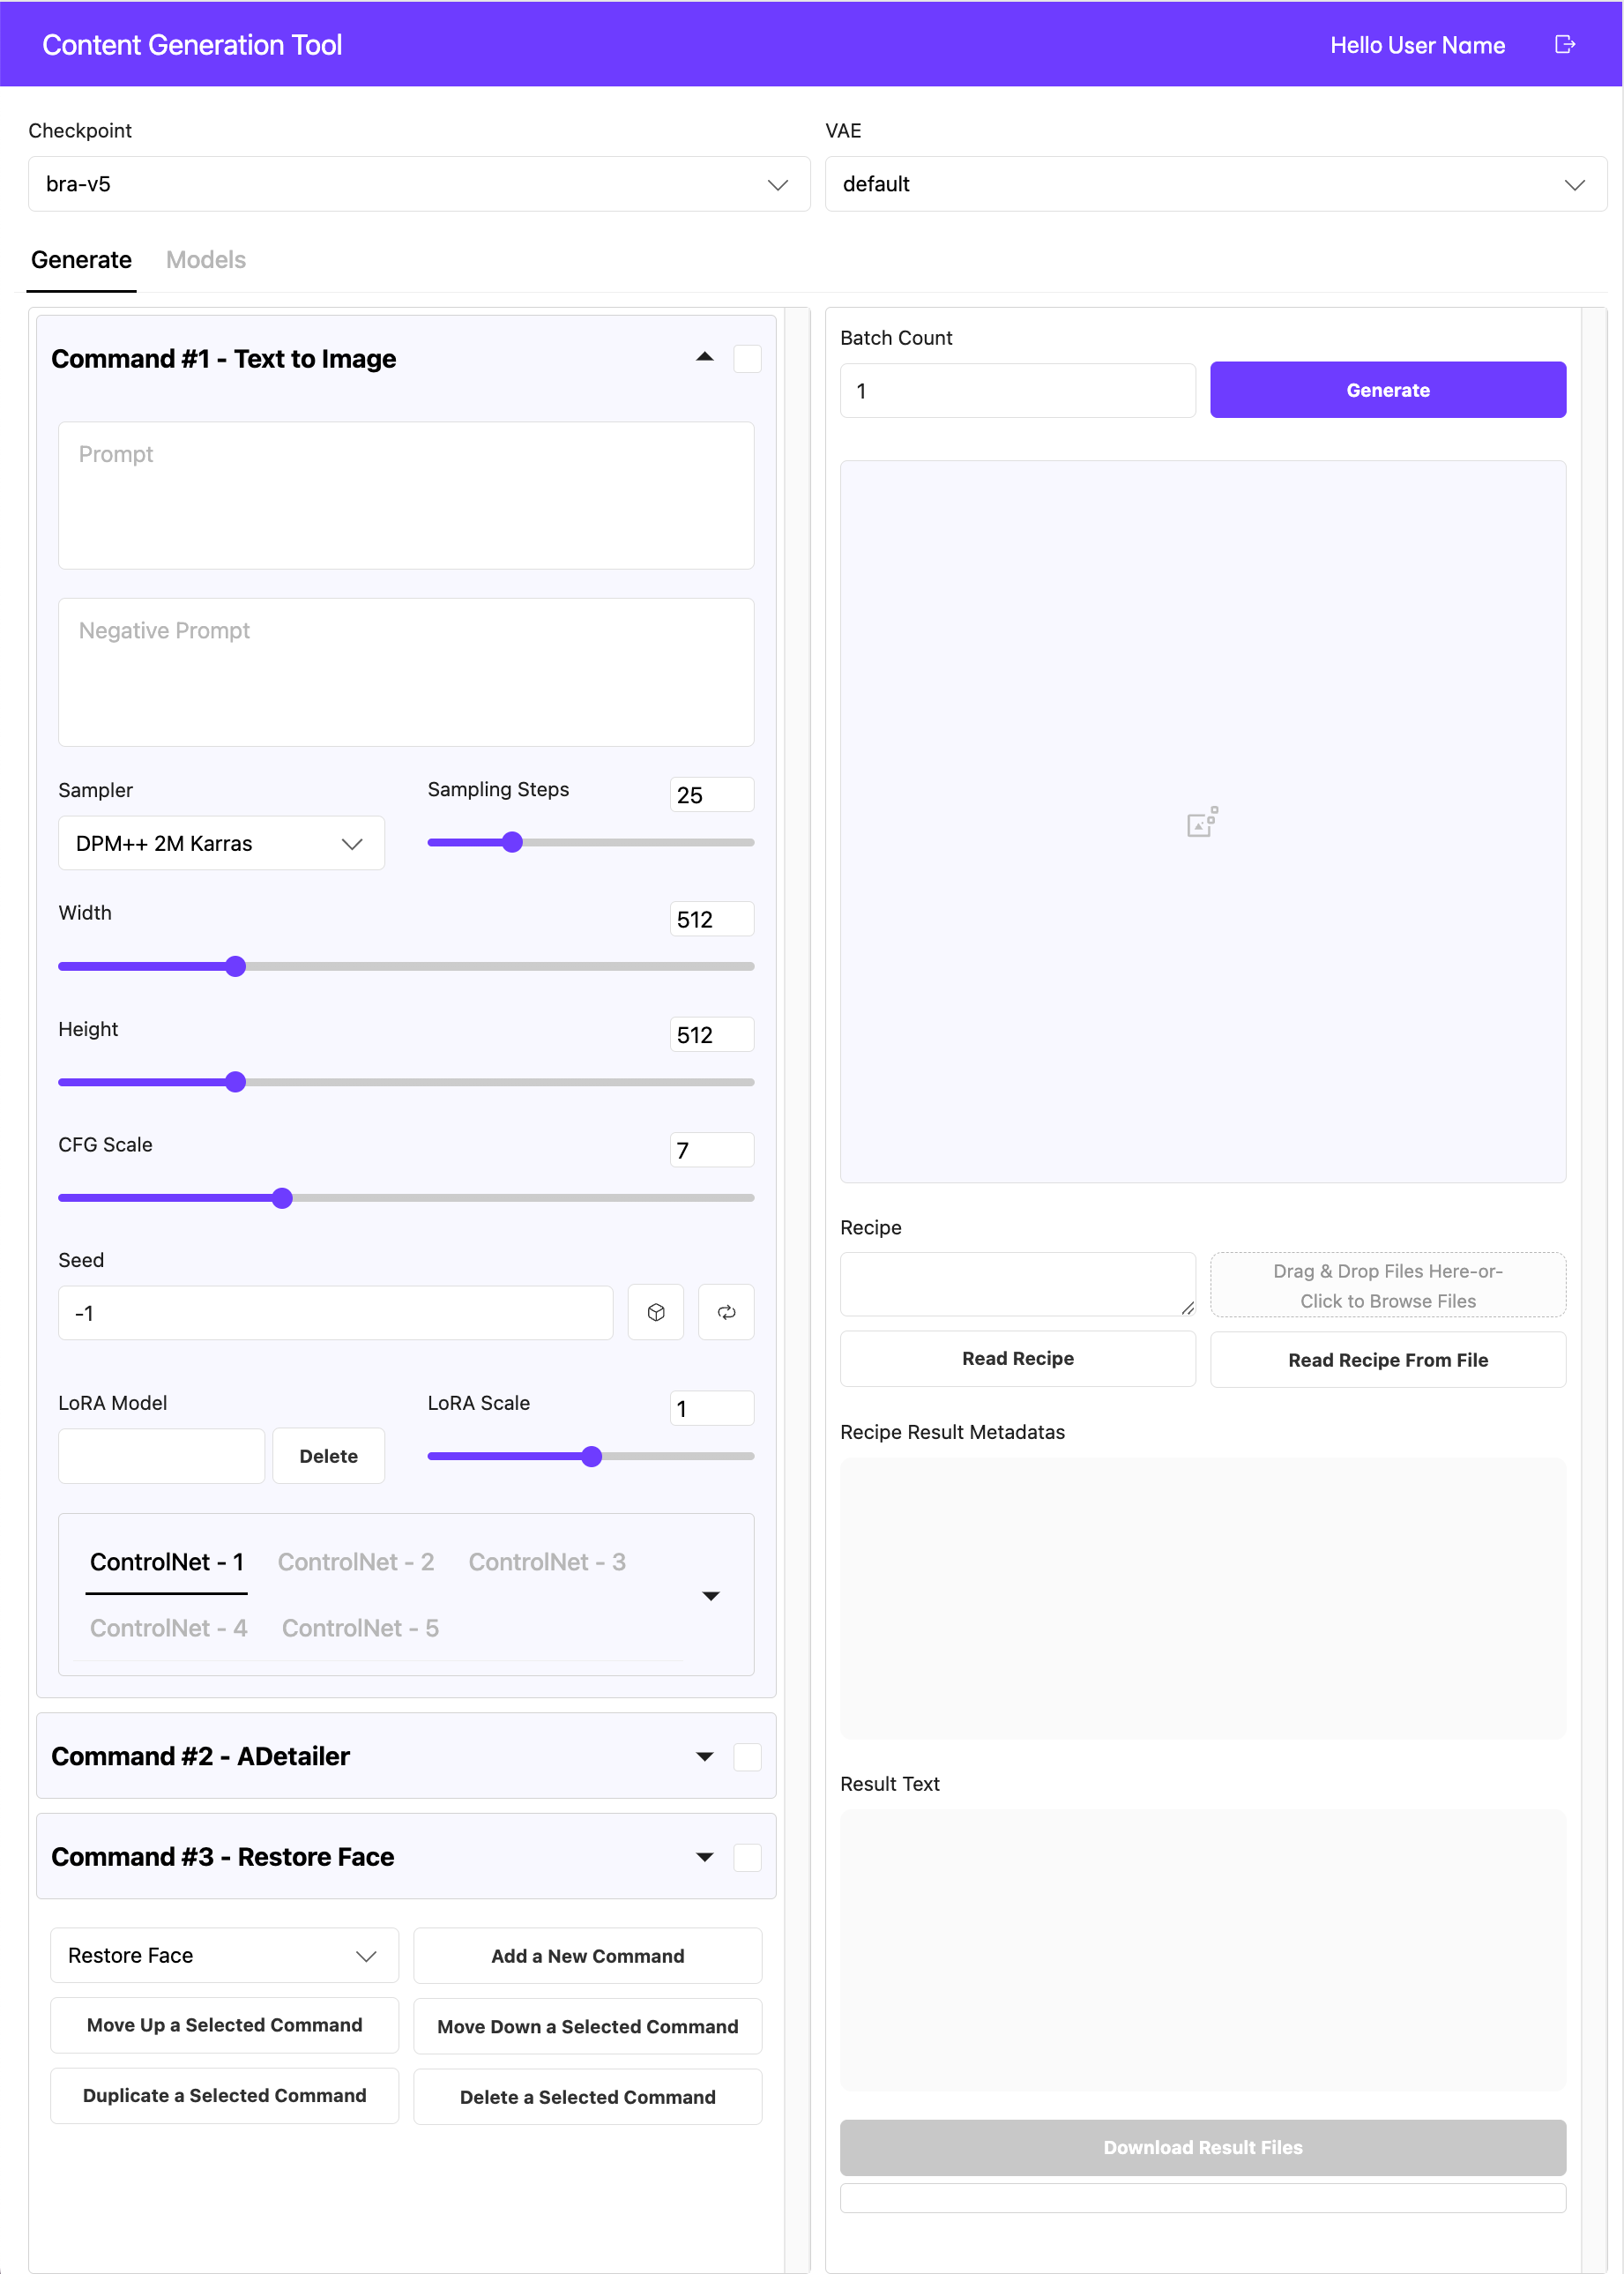 Content Generation Tool
Hello User Name
Checkpoint
bra-v5
VAE
default
Generate
Models
Command #1 - Text to Image
Prompt
Negative Prompt
Sampler
DPM++ 2M Karras
Sampling Steps
25
Width
512
Height
512
CFG Scale
7
Seed
-1
LoRA Model
Delete
LoRA Scale
1
ControlNet - 1
ControlNet - 2
ControlNet - 3
ControlNet - 4
ControlNet - 5
Command #2 - ADetailer
Command #3 - Restore Face
Restore Face
Add a New Command
Move Up a Selected Command
Move Down a Selected Command
Duplicate a Selected Command
Delete a Selected Command
Batch Count
1
Generate
Recipe
Drag & Drop Files Here-or-
Click to Browse Files
Read Recipe
Read Recipe From File
Recipe Result Metadatas
Result Text
Download Result Files